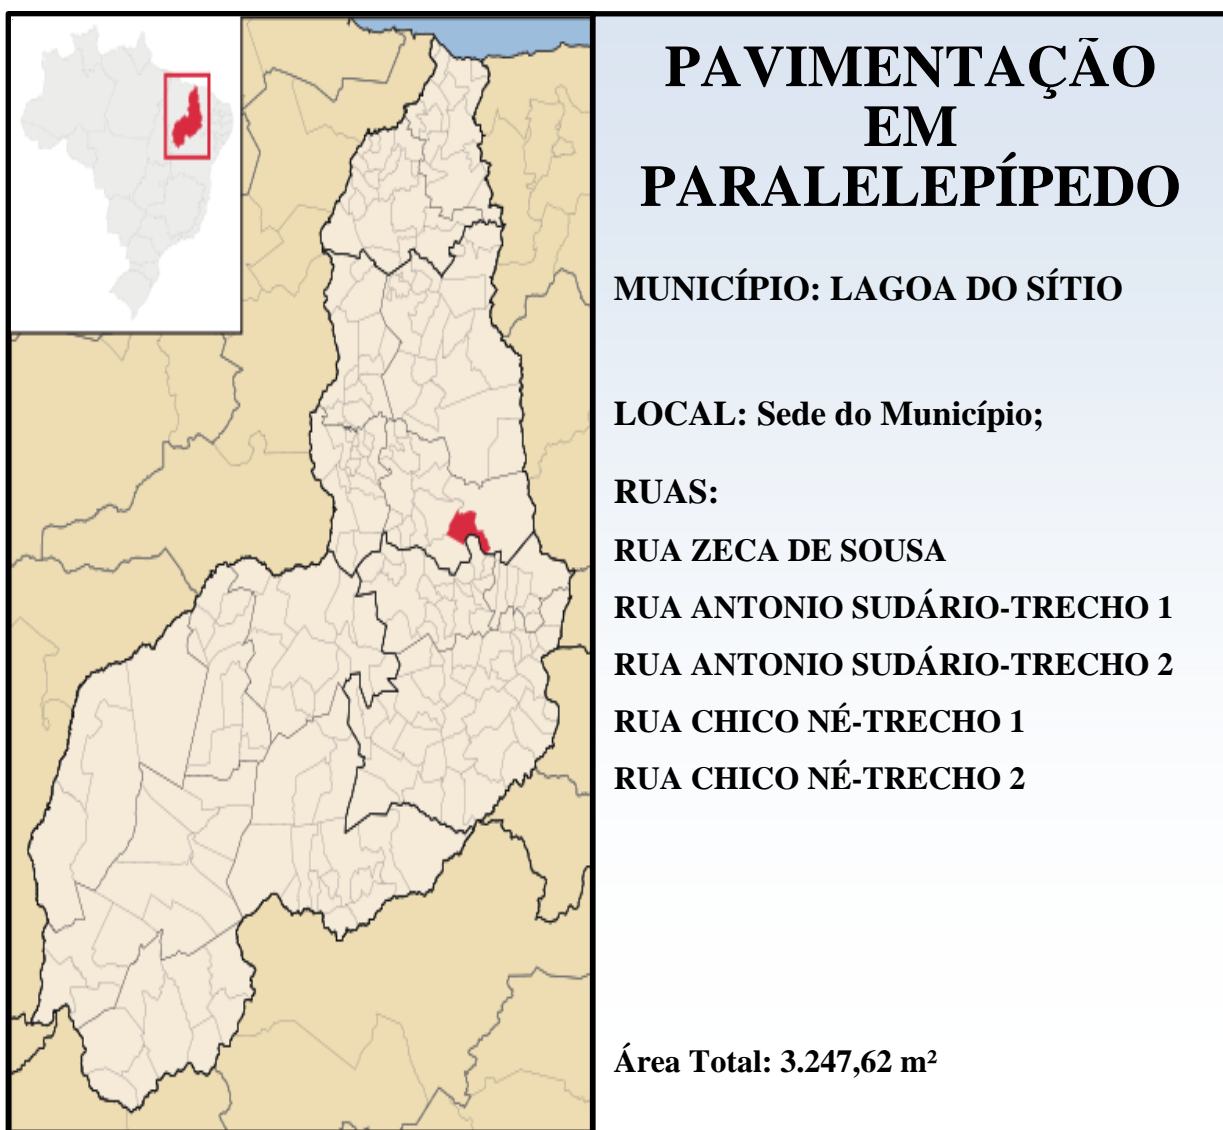 PAVIMENTAÇÃO
EM
PARALELEPÍPEDO
MUNICÍPIO: LAGOA DO SÍTIO
LOCAL: Sede do Município;
RUAS:
RUA ZECA DE SOUSA
RUA ANTONIO SUDÁRIO-TRECHO 1
RUA ANTONIO SUDÁRIO-TRECHO 2
RUA CHICO NÉ-TRECHO 1
RUA CHICO NÉ-TRECHO 2
Área Total: 3.247,62 m²